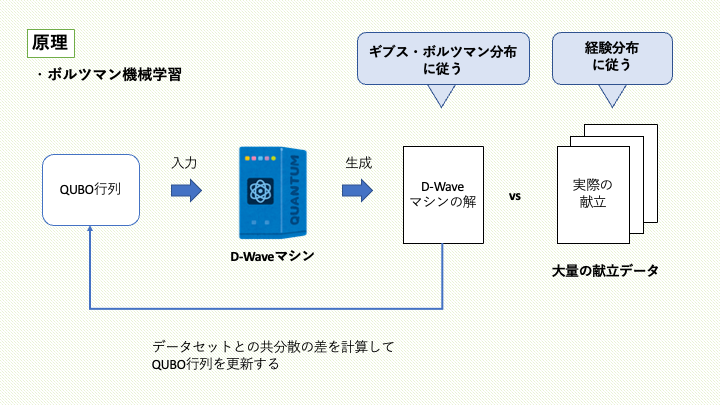 原理
・ボルツマン機械学習
ギブス・ボルツマン分布
に従う
経験分布
に従う
QUBO行列
入力
QUANTUM
D-Waveマシン
生成
D-Wave
マシンの解
vs
実際の
献立
大量の献立データ
データセットとの共分散の差を計算して
QUBO行列を更新する